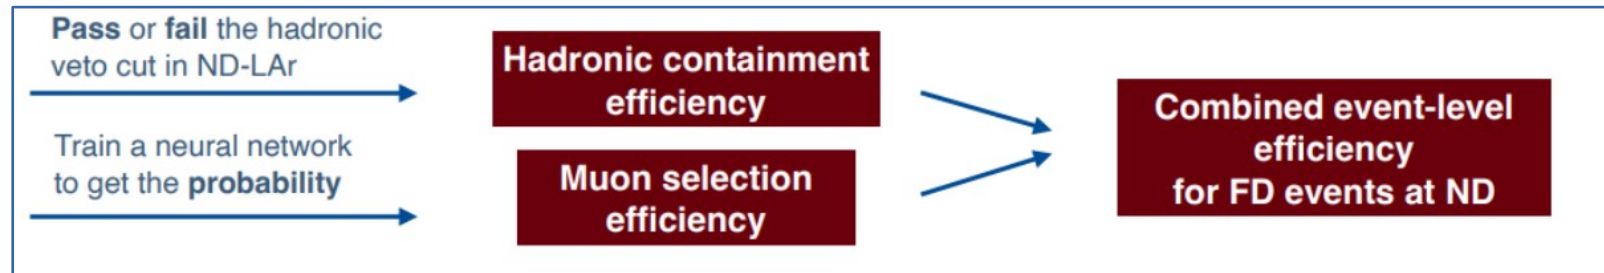 Pass or fail the hadronic
veto cut in ND-LAr
Hadronic containment
efficiency
Train a neural network
to get the probability
Muon selection
efficiency
Combined event-level
efficiency
for FD events at ND